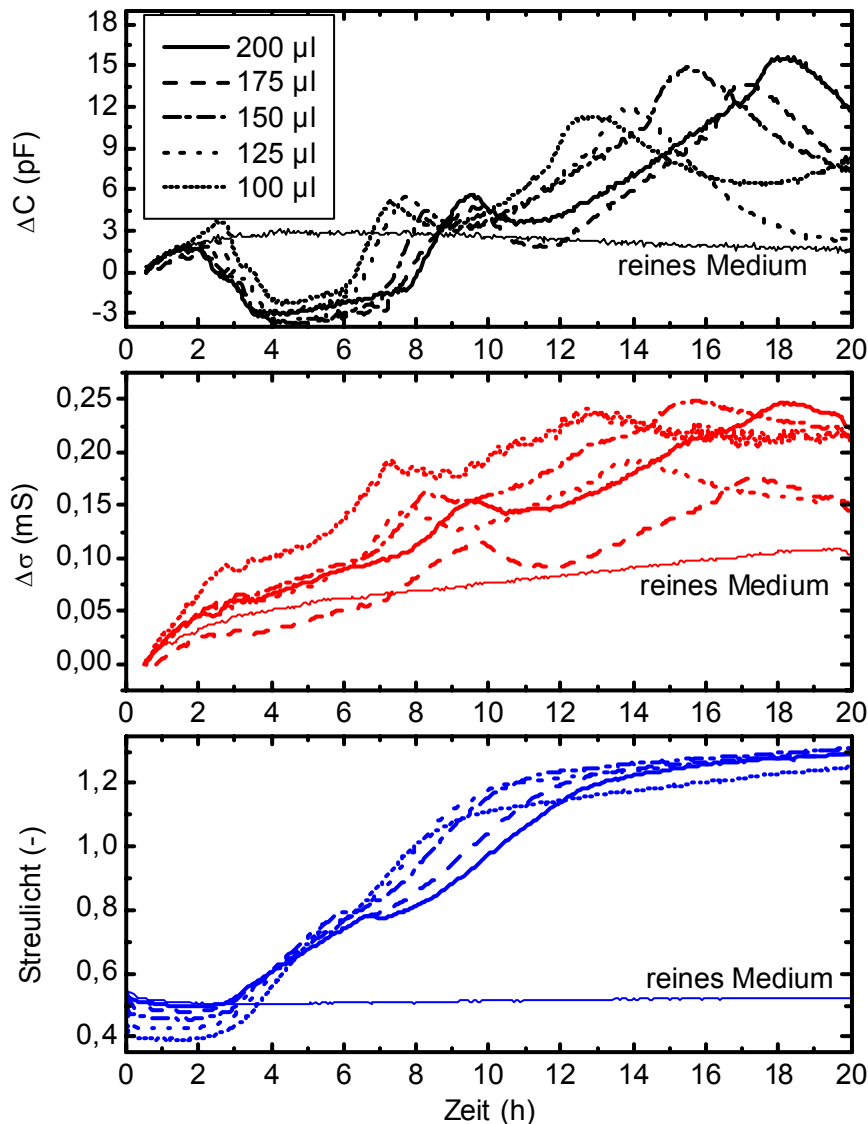 18
15
12
9
6
3
0
-3
ΔC (pF)
200 µl
175 µl
150 µl
125 µl
100 µl
reines Medium
0 2 4 6 8 10 12 14 16 18 20
0,25
0,20
0,15
0,10
0,05
0,00
Δσ (mS)
reines Medium
0 2 4 6 8 10 12 14 16 18 20
1,2
1,0
0,8
0,6
0,4
Streulicht (-)
reines Medium
0 2 4 6 8 10 12 14 16 18 20
Zeit (h)